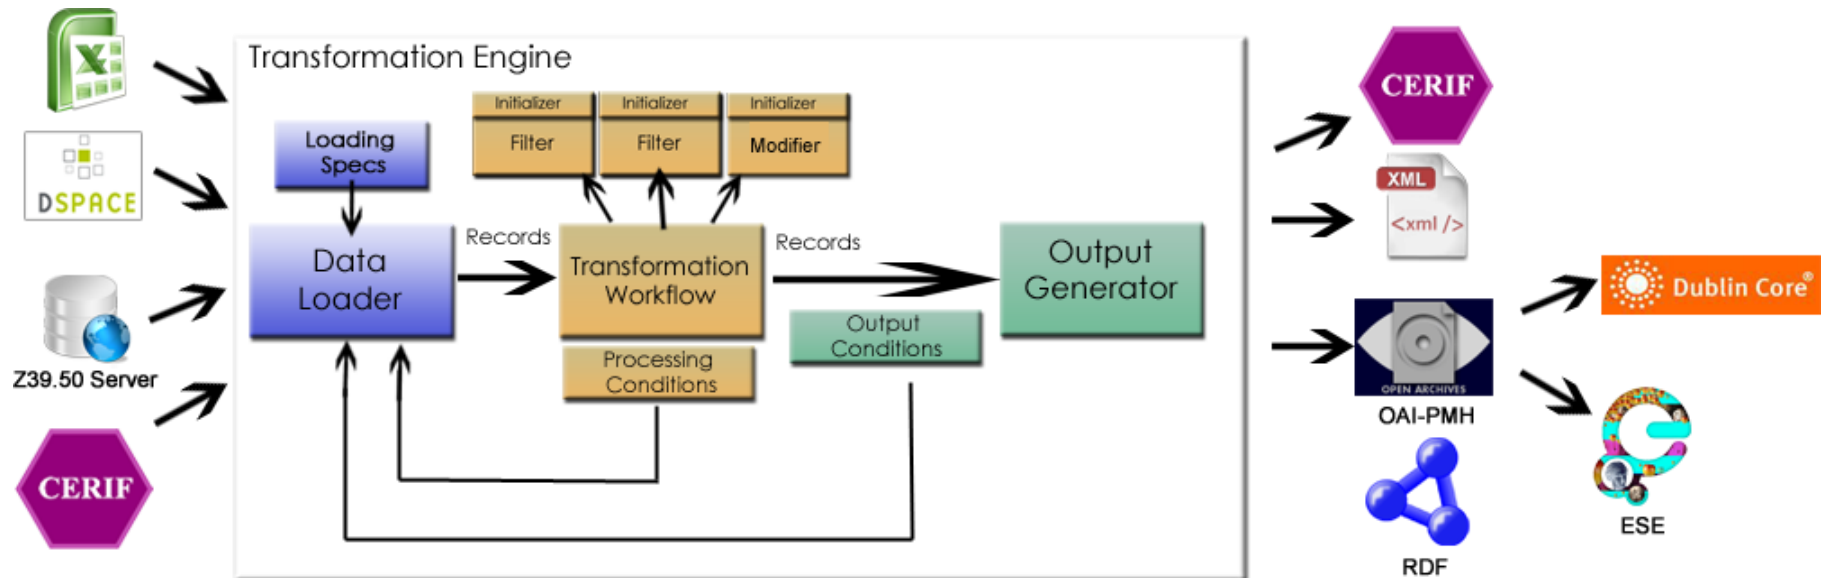 Transformation Engine
DSPACE
Z39.50 Server
CERIF
Loading
Specs
Initializer
Filter
Initializer
Filter
Initializer
Modifier
Data
Loader
Records
Transformation
Workflow
Processing
Conditions
Records
Output
Conditions
Output
Generator
CERIF
XML
<xml />
OPEN ARCHIVES
OAI-PMH
RDF
Dublin Core®
ESE